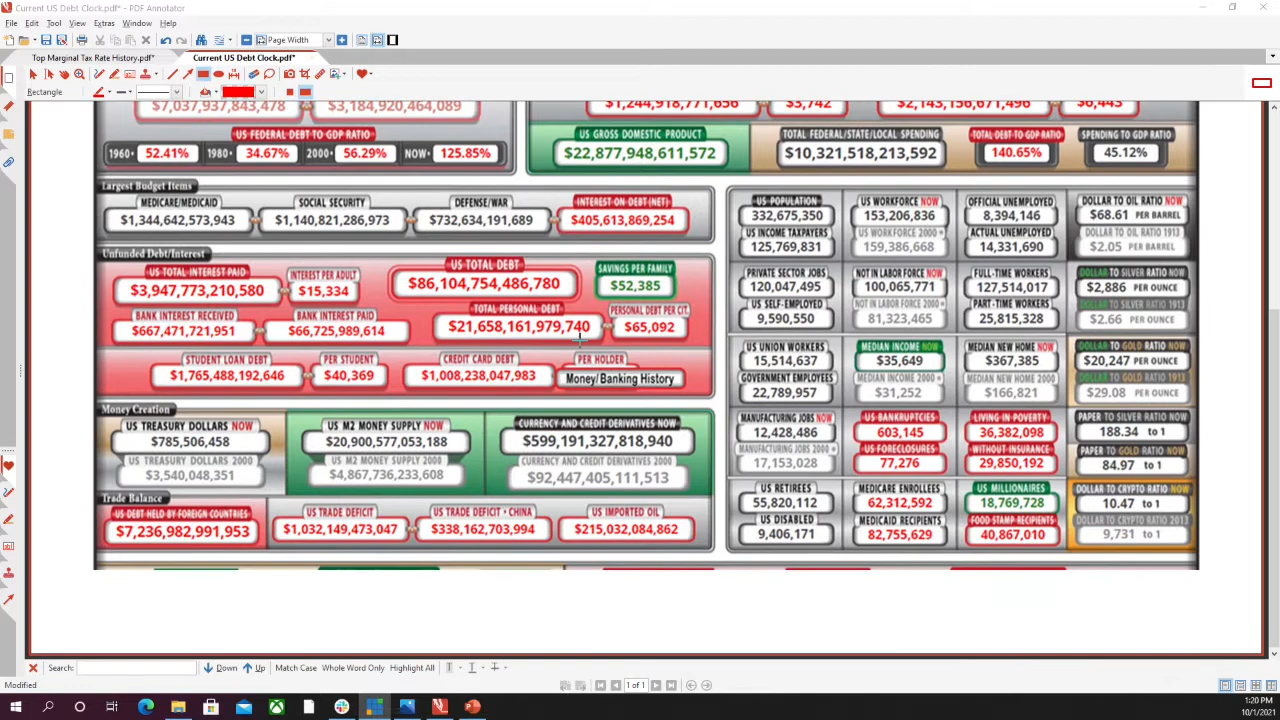 Current US Debt Clock.pdf* - PDF Annotator
File Edit Tool View Extras Window Help
Page Width
Top Marginal Tax Rate History.pdf* Current US Debt Clock.pdf*
Rectangle
$7,037,937,843,478 $3,184,920,464,089 $1,244,918,771,656 $3,742 $2,143,156,671,496 $6,443
US FEDERAL DEBT TO GDP RATIO
1960• 52.41% 1980• 34.67% 2000• 56.29% NOW• 125.85%
US GROSS DOMESTIC PRODUCT TOTAL FEDERAL/STATE/LOCAL SPENDING TOTAL DEBT TO GDP RATIO SPENDING TO GDP RATIO
$22,877,948,611,572 $10,321,518,213,592 140.65% 45.12%
Largest Budget Items
MEDICARE/MEDICAID SOCIAL SECURITY DEFENSE/WAR INTEREST ON DEBT(NET)
$1,344,642,573,943 $1,140,821,286,973 $732,634,191,689 $405,613,869,254
Unfunded Debt/Interest
US TOTAL INTEREST PAID INTEREST PER ADULT US TOTAL DEBT SAVINGS PER FAMILY
$3,947,773,210,580 $15,334 $86,104,754,486,780 $52,385
BANK INTEREST RECEIVED BANK INTEREST PAID TOTAL PERSONAL DEBT PERSONAL DEBT PER CIT.
$667,471,721,951 $66,725,989,614 $21,658,161,979,740 $65,092
STUDENT LOAN DEBT PER STUDENT CREDIT CARD DEBT PER HOLDER
$1,765,488,192,646 $40,369 $1,008,238,047,983 Money/Banking History
Money Creation
US TREASURY DOLLARS NOW US M2 MONEY SUPPLY NOW CURRENCY AND CREDIT DERIVATIVES NOW
$785,506,458 $20,900,577,053,188 $599,191,327,818,940
US TREASURY DOLLARS 2000 US M2 MONEY SUPPLY 2000 CURRENCY AND CREDIT DERIVATIVES 2000
$3,540,048,351 $4,867,736,233,608 $92,447,405,111,513
Trade Balance
US DEBT HELD BY FOREIGN COUNTRIES US TRADE DEFICIT US TRADE DEFICIT • CHINA US IMPORTED OIL
$7,236,982,991,953 $1,032,149,473,047 $338,162,703,994 $215,032,084,862
US POPULATION US WORKFORCE NOW OFFICIAL UNEMPLOYED DOLLAR TO OIL RATIO NOW
332,675,350 153,206,836 8,394,146 $68.61 PER BARREL
US INCOME TAXPAYERS US WORKFORCE 2000 ACTUAL UNEMPLOYED DOLLAR TO OIL RATIO 1913
125,769,831 159,386,668 14,331,690 $2.05 PER BARREL
PRIVATE SECTOR JOBS NOT IN LABOR FORCE NOW FULL-TIME WORKERS DOLLAR TO SILVER RATIO NOW
120,047,495 100,065,771 127,514,017 $2,886 PER OUNCE
US SELF-EMPLOYED NOT IN LABOR FORCE 2000 PART-TIME WORKERS DOLLAR TO SILVER RATIO 1913
9,590,550 81,323,465 25,815,328 $2.66 PER OUNCE
US UNION WORKERS MEDIAN INCOME NOW MEDIAN NEW HOME NOW DOLLAR TO GOLD RATIO NOW
15,514,637 $35,649 $367,385 $20,247 PER OUNCE
GOVERNMENT EMPLOYEES MEDIAN INCOME 2000 MEDIAN NEW HOME 2000 DOLLAR TO GOLD RATIO 1913
22,789,957 $31,252 $166,821 $29.08 PER OUNCE
MANUFACTURING JOBS NOW US BANKRUPTCIES LIVING IN POVERTY PAPER TO SILVER RATIO NOW
12,428,486 603,145 36,382,098 188.34 to 1
MANUFACTURING JOBS 2000 US FORECLOSURES WITHOUT INSURANCE PAPER TO GOLD RATIO NOW
17,153,028 77,276 29,850,192 84.97 to 1
US RETIREES MEDICARE ENROLLEES US MILLIONAIRES DOLLAR TO CRYPTO RATIO NOW
55,820,112 62,312,592 18,769,728 10.47 to 1
US DISABLED MEDICAID RECIPIENTS FOOD STAMP RECIPIENTS DOLLAR TO CRYPTO RATIO 2013
9,406,171 82,755,629 40,867,010 9,731 to 1
Search: Down Up Match Case Whole Word Only Highlight All
Modified 1 of 1
1:20 PM
10/1/2021